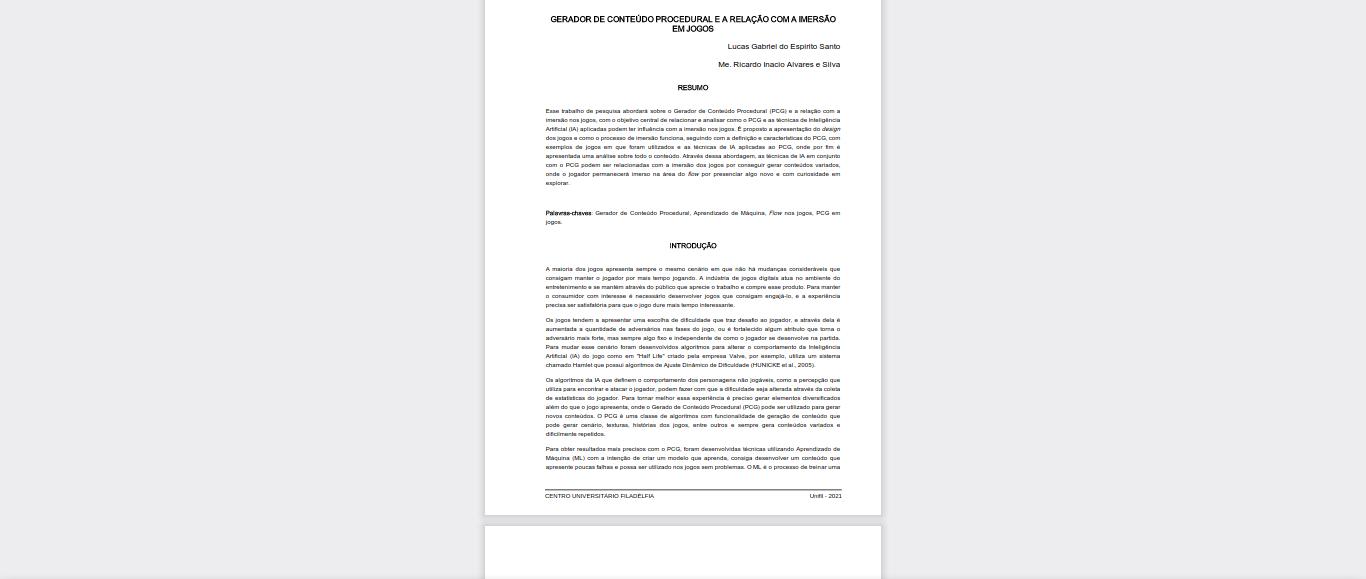 GERADOR DE CONTEÚDO PROCEDURAL E A RELAÇÃO COM A IMERSÃO
EM JOGOS
Lucas Gabriel do Espirito Santo
Me. Ricardo Inacio Alvares e Silva
RESUMO
Esse trabalho de pesquisa abordará sobre o Gerador de Conteúdo Procedural (PCG) e a relação com a
imersão nos jogos, com o objetivo central de relacionar e analisar como o PCG e as técnicas de Inteligência
Artificial (IA) aplicadas podem ter influência com a imersão nos jogos. É proposto a apresentação do design
dos jogos e como o processo de imersão funciona, seguindo com a definição e características do PCG, com
exemplos de jogos em que foram utilizados e as técnicas de IA aplicadas ao PCG, onde por fim é
apresentada uma análise sobre todo o conteúdo. Através dessa abordagem, as técnicas de IA em conjunto
com o PCG podem ser relacionadas com a imersão dos jogos por conseguir gerar conteúdos variados,
onde o jogador permanecerá imerso na área do flow por presenciar algo novo e com curiosidade em
explorar.
Palavras-chaves: Gerador de Conteúdo Procedural, Aprendizado de Máquina, Flow nos jogos, PCG em
jogos.
INTRODUÇÃO
A maioria dos jogos apresenta sempre o mesmo cenário em que não há mudanças consideráveis que
consigam manter o jogador por mais tempo jogando. A indústria de jogos digitais atua no ambiente do
entretenimento e se mantém através do público que aprecie o trabalho e compre esse produto. Para manter
o consumidor com interesse é necessário desenvolver jogos que consigam engajá-lo, e a experiência
precisa ser satisfatória para que o jogo dure mais tempo interessante.
Os jogos tendem a apresentar uma escolha de dificuldade que traz desafio ao jogador, e através dela é
aumentada a quantidade de adversários nas fases do jogo, ou é fortalecido algum atributo que torna o
adversário mais forte, mas sempre algo fixo e independente de como o jogador se desenvolve na partida.
Para mudar esse cenário foram desenvolvidos algoritmos para alterar o comportamento da Inteligência
Artificial (IA) do jogo como em "Half Life" criado pela empresa Valve, por exemplo, utiliza um sistema
chamado Hamlet que possui algoritmos de Ajuste Dinâmico de Dificuldade (HUNICKE et al., 2005).
Os algoritmos da IA que definem o comportamento dos personagens não jogáveis, como a percepção que
utiliza para encontrar e atacar o jogador, podem fazer com que a dificuldade seja alterada através da coleta
de estatísticas do jogador. Para tornar melhor essa experiência é preciso gerar elementos diversificados
além do que o jogo apresenta, onde o Gerado de Conteúdo Procedural (PCG) pode ser utilizado para gerar
novos conteúdos. O PCG é uma classe de algoritmos com funcionalidade de geração de conteúdo que
pode gerar cenário, texturas, histórias dos jogos, entre outros e sempre gera conteúdos variados e
dificilmente repetidos.
Para obter resultados mais precisos com o PCG, foram desenvolvidas técnicas utilizando Aprendizado de
Máquina (ML) com a intenção de criar um modelo que aprenda, consiga desenvolver um conteúdo que
apresente poucas falhas e possa ser utilizado nos jogos sem problemas. O ML é o processo de treinar uma
CENTRO UNIVERSITÁRIO FILADÉLFIA
Unifil - 2021